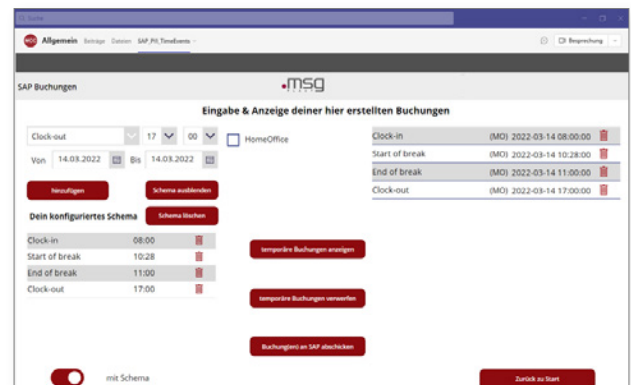 Suche
MCC Allgemein Beiträge Dateien SAP_PII_TimeEvents Besprechung
SAP Buchungen .msg
Eingabe & Anzeige deiner hier erstellten Buchungen
Clock-out 17 00 HomeOffice
Von 14.03.2022 Bis 14.03.2022
hinzufügen Schema ausblenden
Dein konfiguriertes Schema Schema löschen
Clock-in 08:00
Start of break 10:28
End of break 11:00
Clock-out 17:00
Clock-in (MO) 2022-03-14 08:00:00
Start of break (MO) 2022-03-14 10:28:00
End of break (MO) 2022-03-14 11:00:00
Clock-out (MO) 2022-03-14 17:00:00
temporäre Buchungen anzeigen
temporäre Buchungen verwerfen
Buchung(en) an SAP abschicken
mit Schema
Zurück zu Start